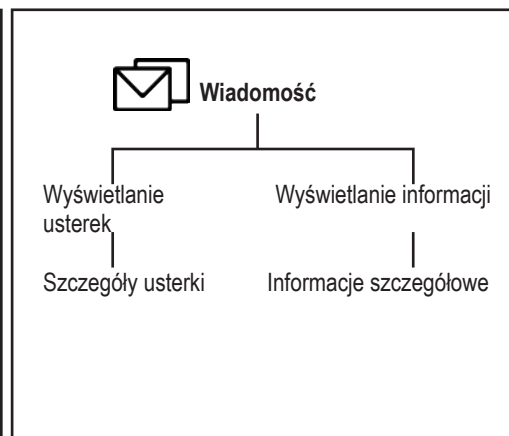 Wiadomość
Wyświetlanie
usterek
Wyświetlanie informacji
Szczegóły usterki
Informacje szczegółowe